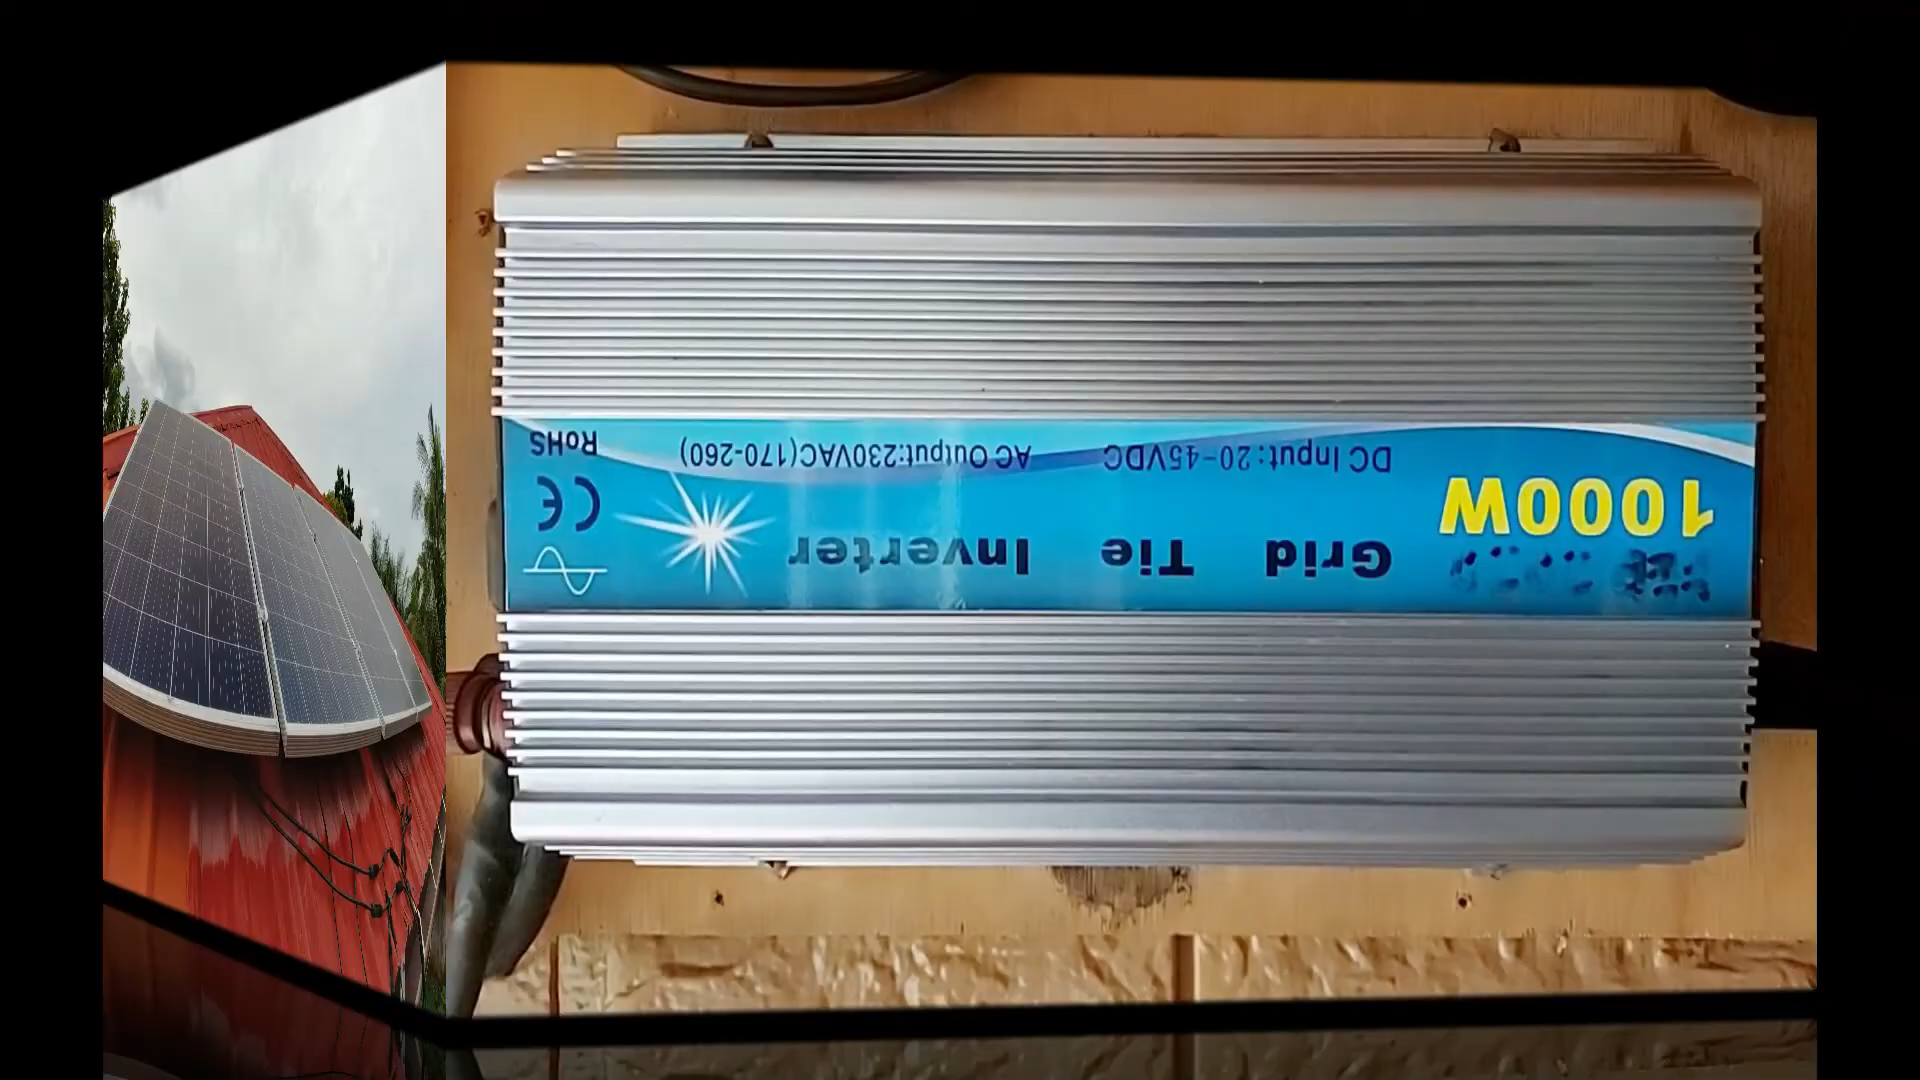 1000W
Grid Tie Inverter
DC Input: 20-45VDC AC Output:230VAC(170-260)
CE
RoHS